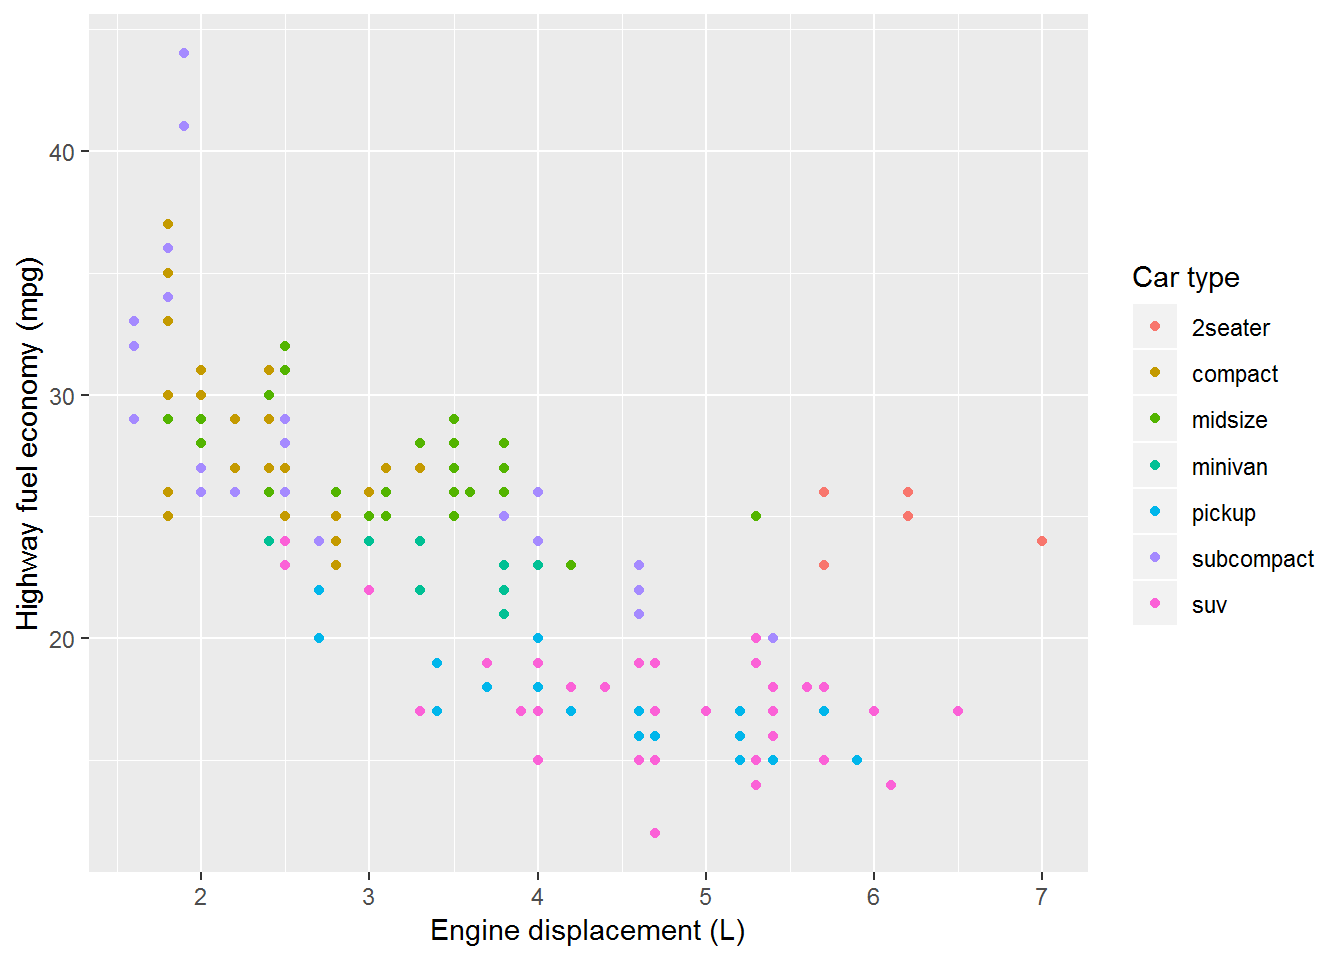 Highway fuel economy (mpg)
40
30
20
2 3 4 5 6 7
Engine displacement (L)
Car type
2seater
compact
midsize
minivan
pickup
subcompact
suv